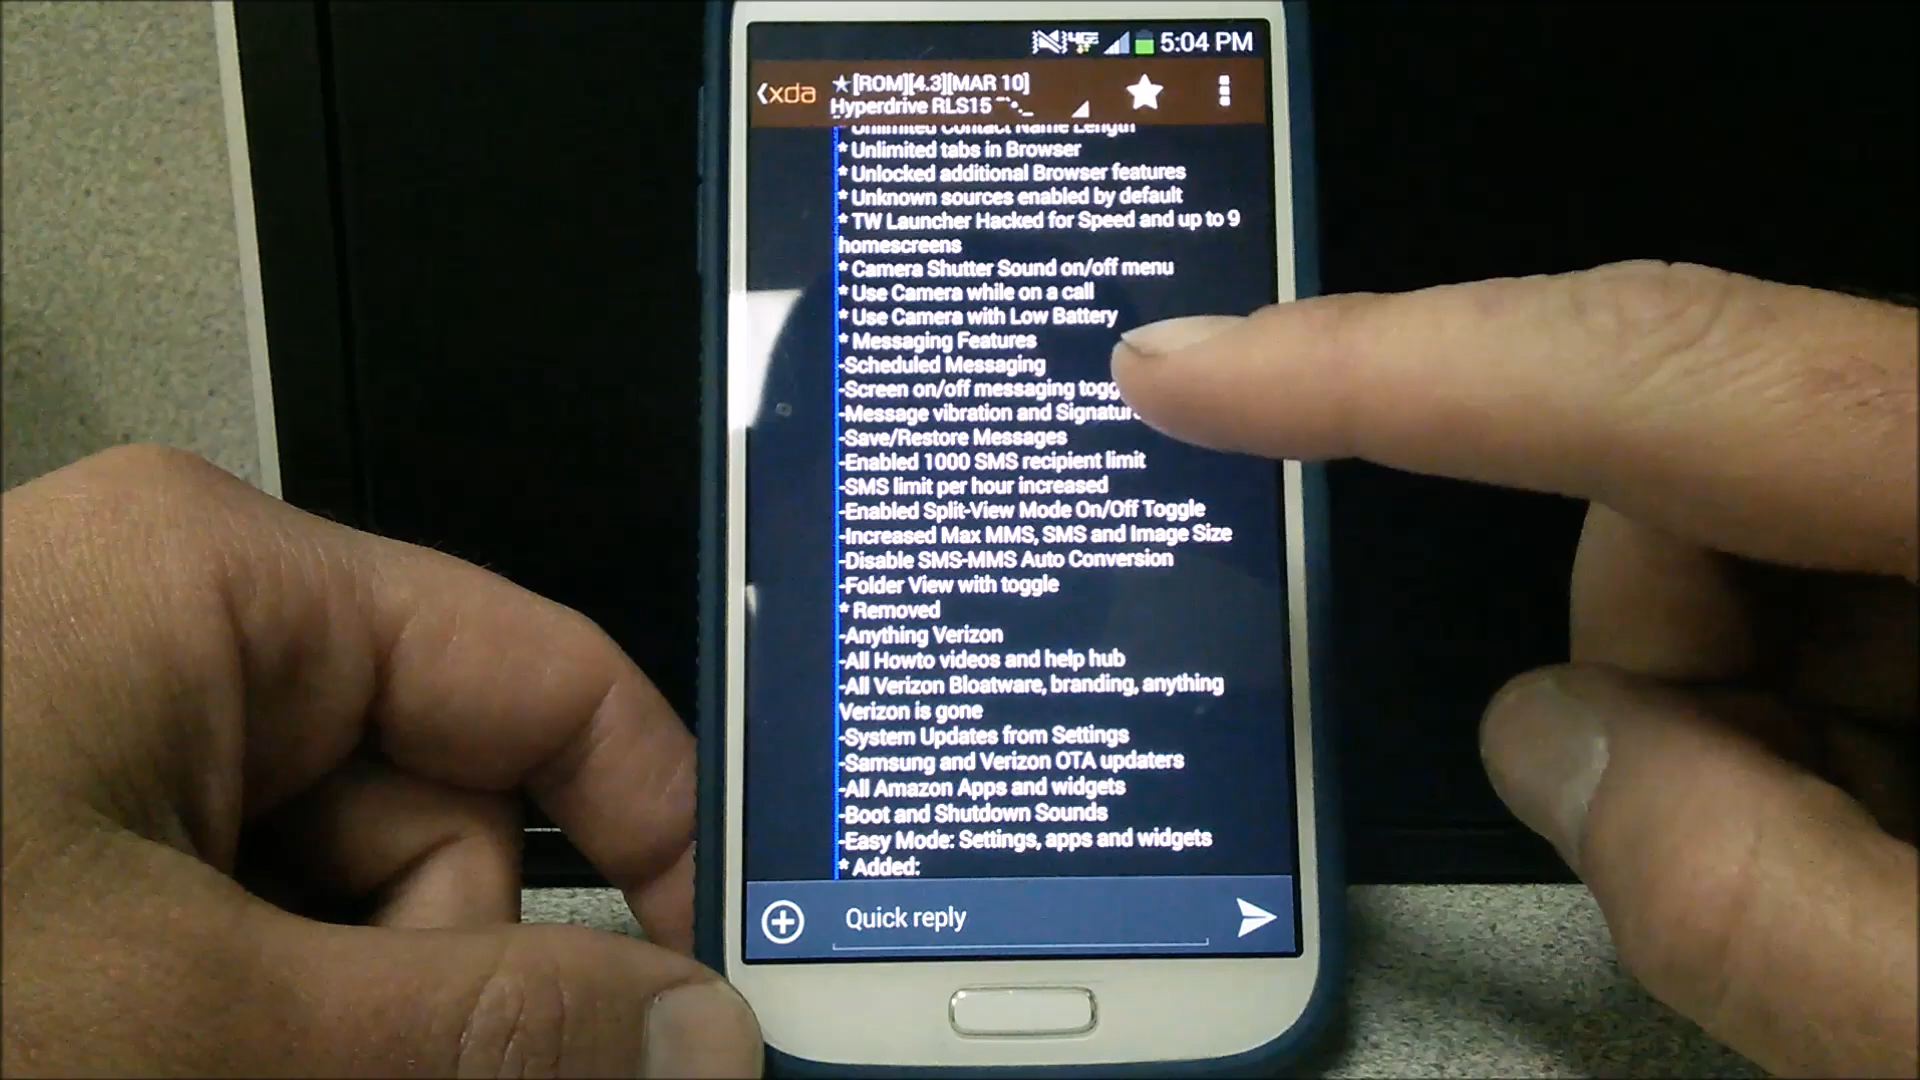 5:04 PM
xda
★[ROM][4.3][MAR 10]
Hyperdrive RLS15
Unlimited Contact Name Length
* Unlimited tabs in Browser
* Unlocked additional Browser features
* Unknown sources enabled by default
* TW Launcher Hacked for Speed and up to 9
homescreens
* Camera Shutter Sound on/off menu
* Use Camera while on a call
* Use Camera with Low Battery
* Messaging Features
-Scheduled Messaging
-Screen on/off messaging togg
-Message vibration and Signatur
-Save/Restore Messages
-Enabled 1000 SMS recipient limit
-SMS limit per hour increased
-Enabled Split-View Mode On/Off Toggle
-Increased Max MMS, SMS and Image Size
-Disable SMS-MMS Auto Conversion
-Folder View with toggle
* Removed
-Anything Verizon
-All Howto videos and help hub
-All Verizon Bloatware, branding, anything
Verizon is gone
-System Updates from Settings
-Samsung and Verizon OTA updaters
-All Amazon Apps and widgets
-Boot and Shutdown Sounds
-Easy Mode: Settings, apps and widgets
* Added:
Quick reply